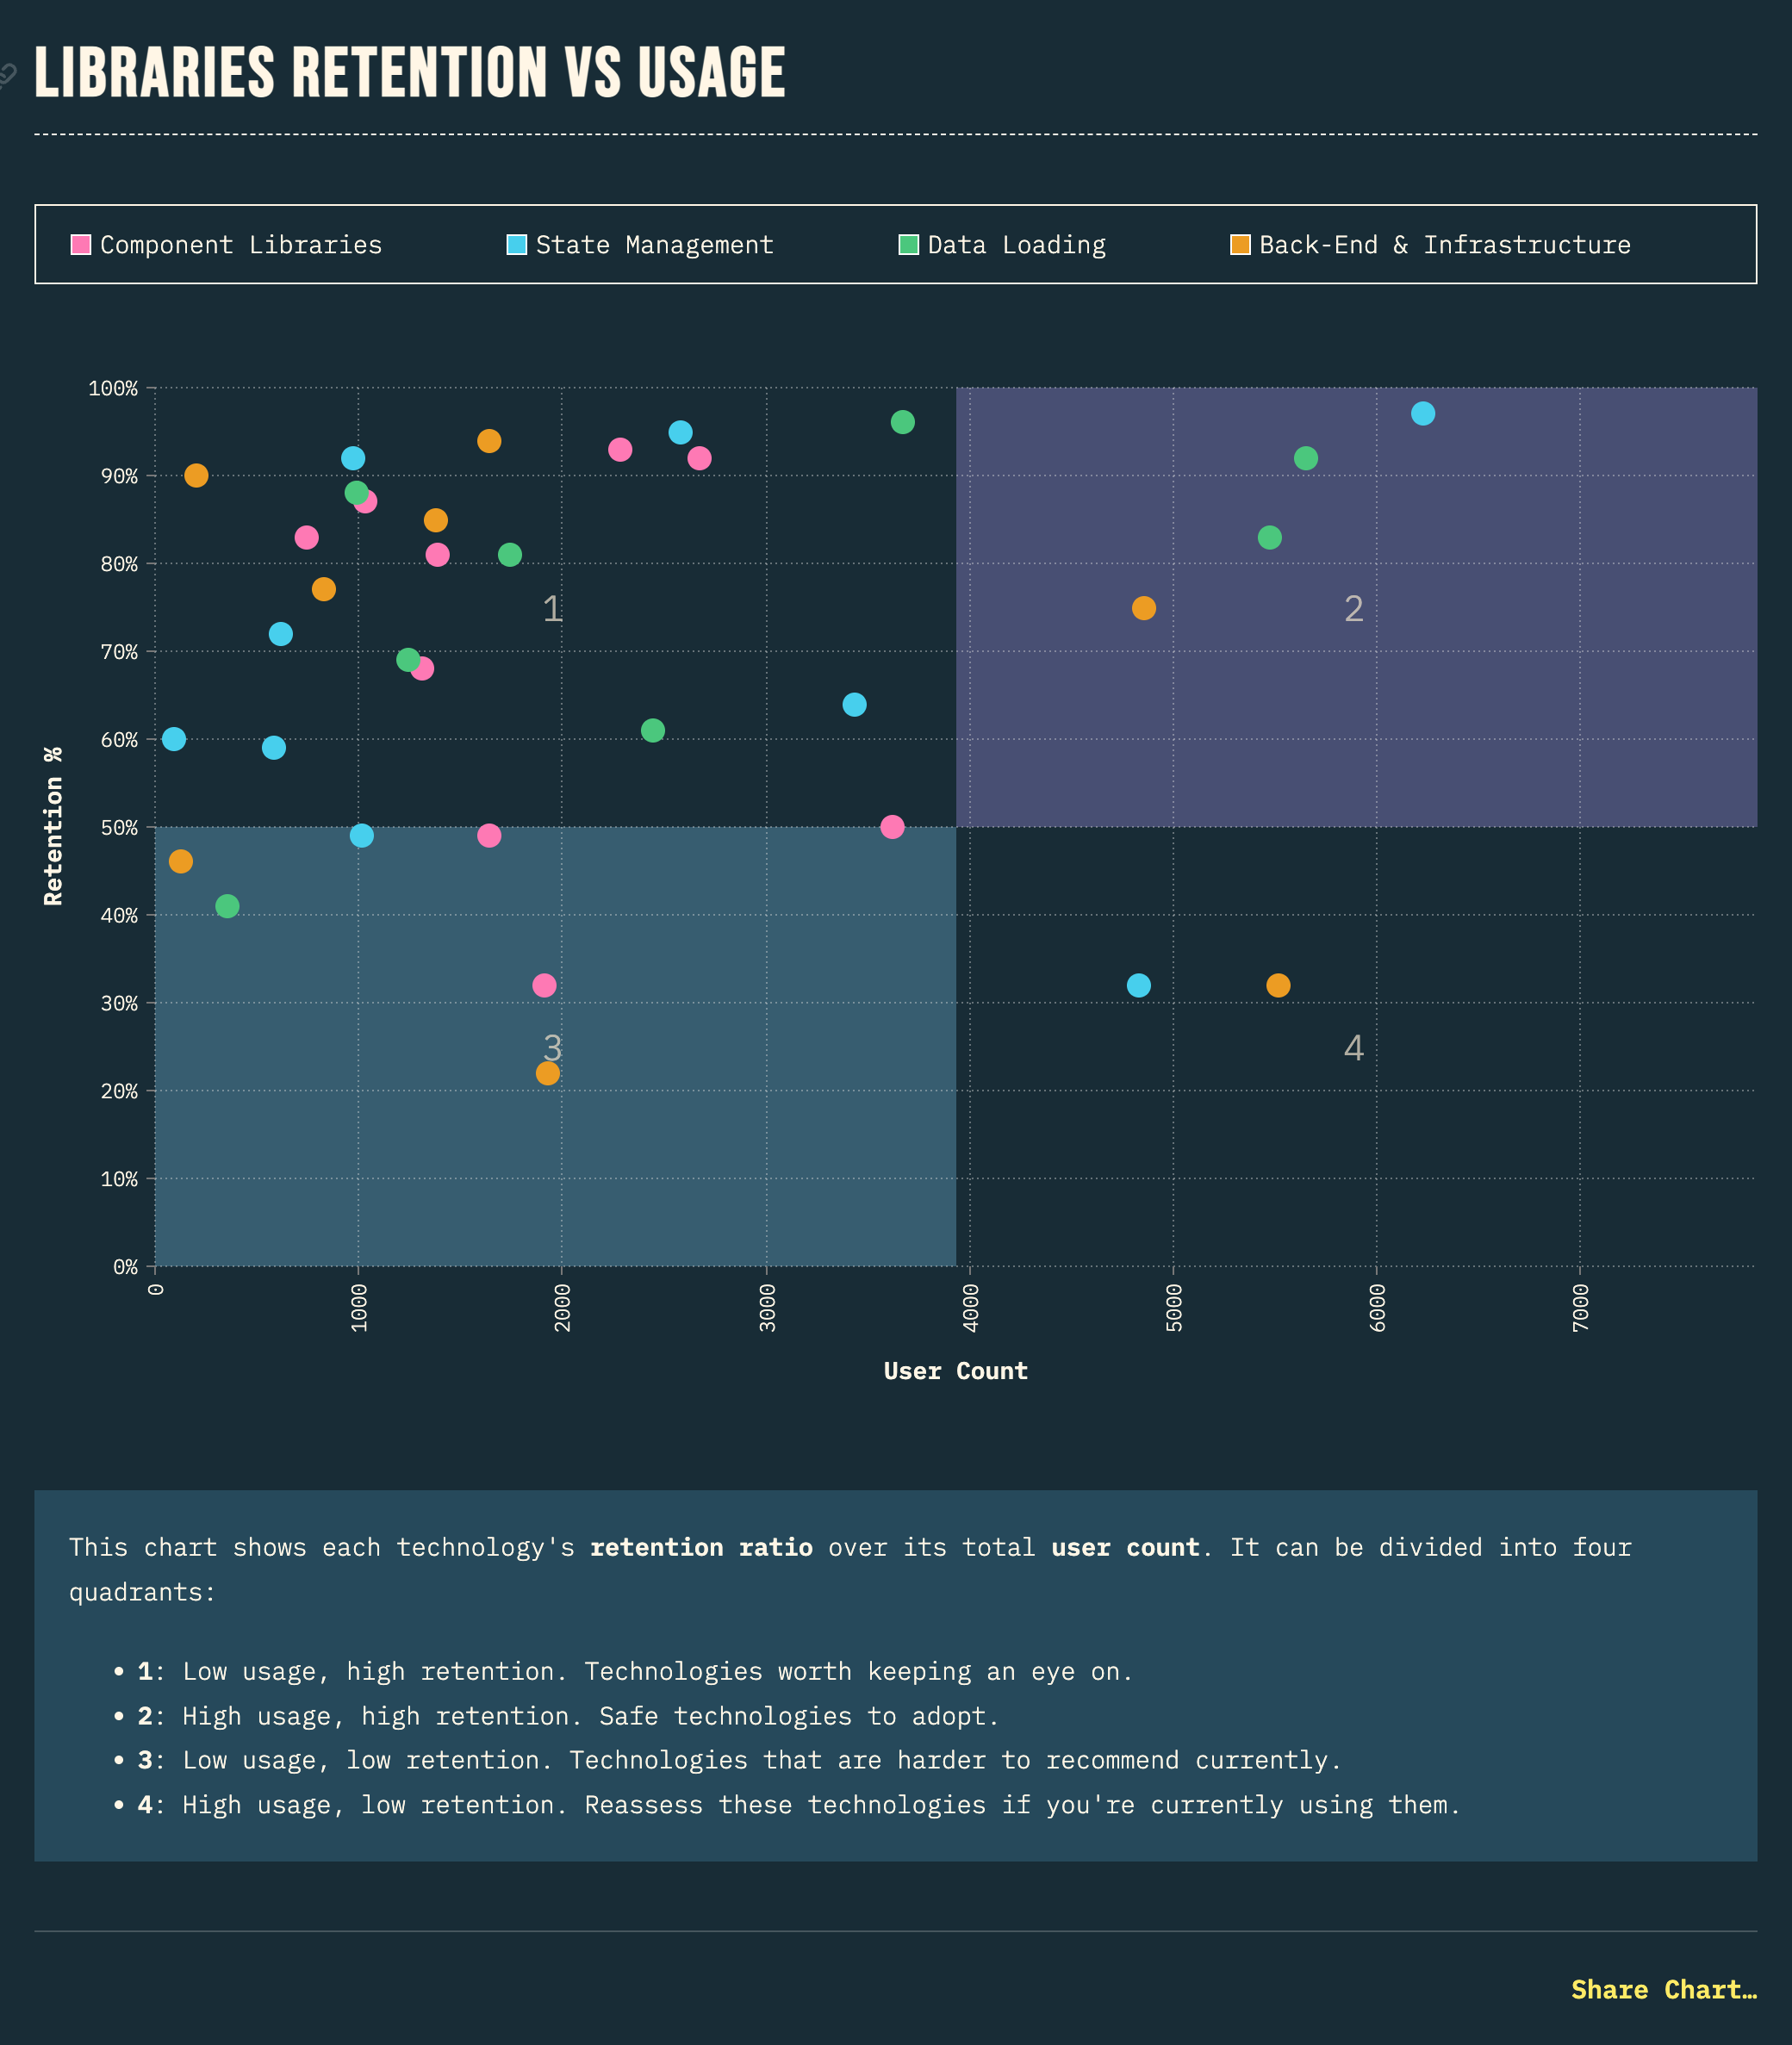 LIBRARIES RETENTION VS USAGE
Component Libraries
State Management
Data Loading
Back-End & Infrastructure
100%
90%
80%
70%
60%
50%
40%
30%
20%
10%
0%
Retention %
1
2
3
4
0
1000
2000
3000
4000
5000
6000
7000
User Count
This chart shows each technology's retention ratio over its total user count. It can be divided into four
quadrants:
• 1: Low usage, high retention. Technologies worth keeping an eye on.
• 2: High usage, high retention. Safe technologies to adopt.
• 3: Low usage, low retention. Technologies that are harder to recommend currently.
• 4: High usage, low retention. Reassess these technologies if you're currently using them.
Share Chart…